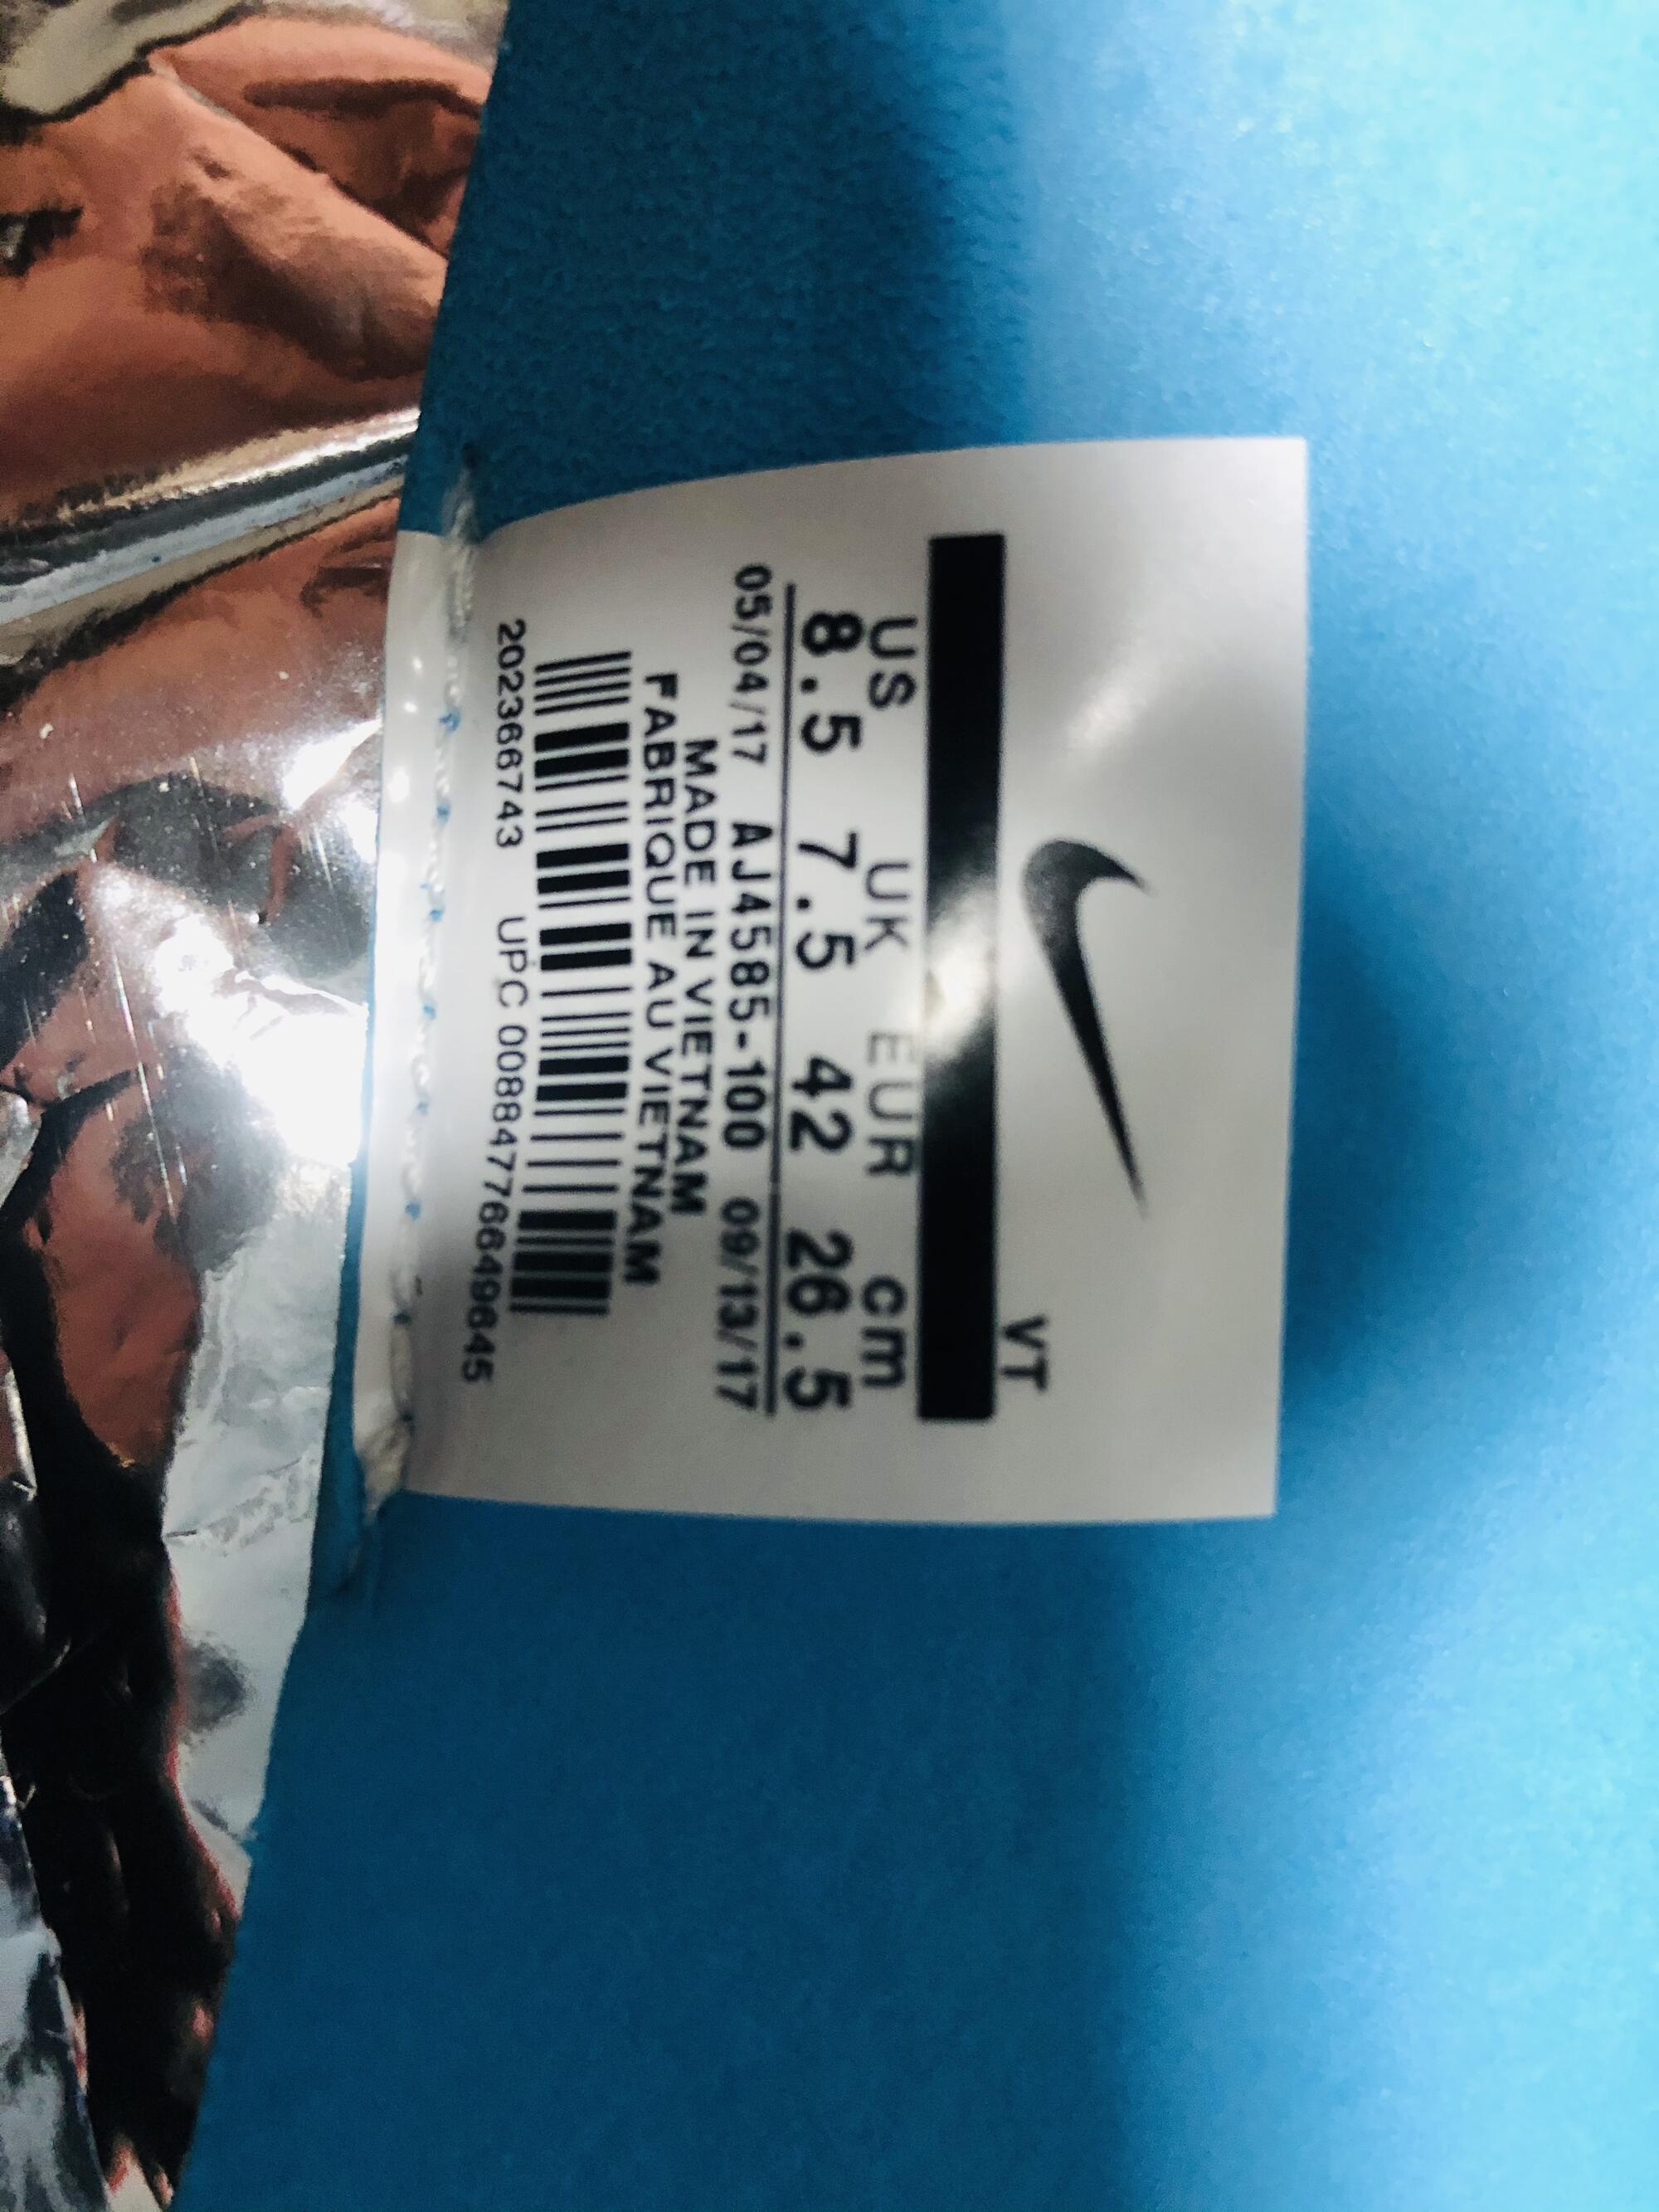 VT
US UK EUR cm
8.5 7.5 42 26.5
05/04/17 AJ4585-100 09/13/17
MADE IN VIETNAM
FABRIQUE AU VIETNAM
202366743 UPC 00884776649645